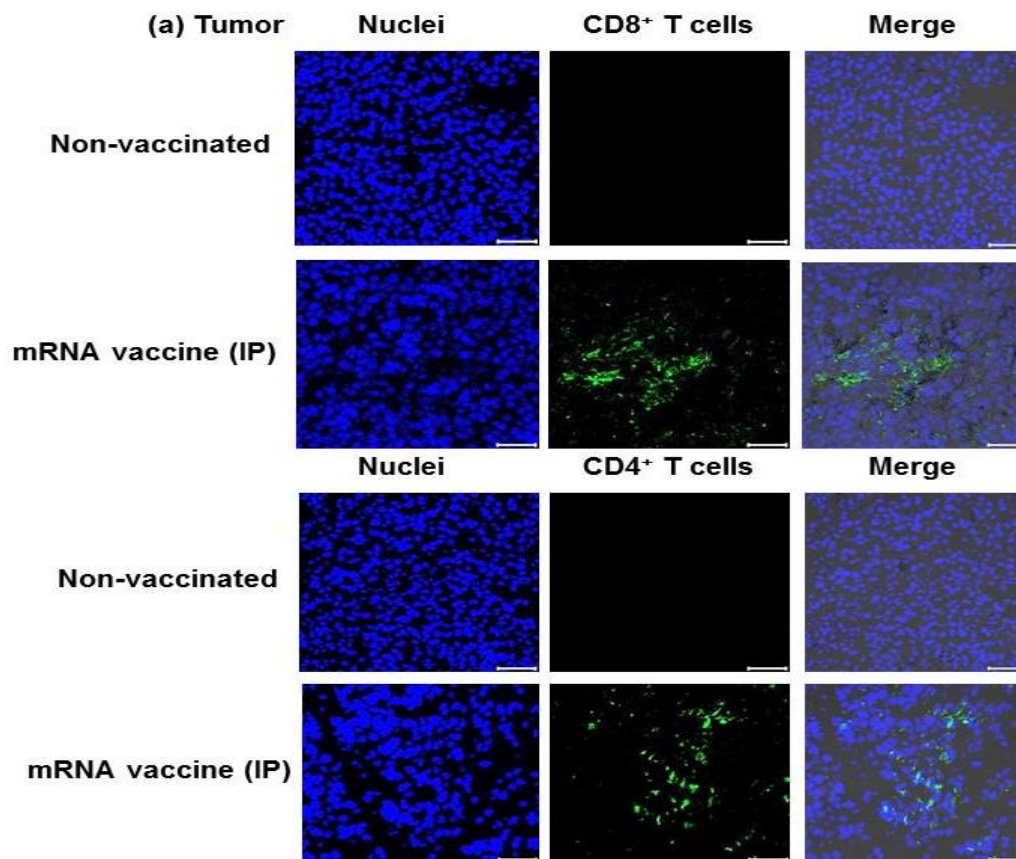 (a) Tumor Nuclei CD8⁺ T cells Merge
Non-vaccinated
mRNA vaccine (IP)
Nuclei CD4⁺ T cells Merge
Non-vaccinated
mRNA vaccine (IP)